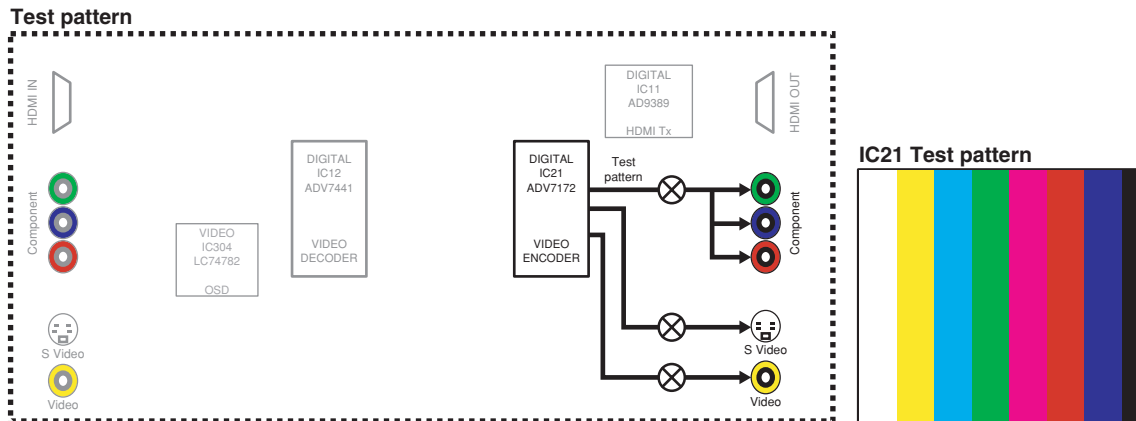 Test pattern
HDMI IN
DIGITAL
IC11
AD9389
HDMI Tx
HDMI OUT
Component
VIDEO
IC304
LC74782
OSD
DIGITAL
IC12
ADV7441
VIDEO
DECODER
DIGITAL
IC21
ADV7172
VIDEO
ENCODER
Test
pattern
Component
S Video
Video
S Video
Video
IC21 Test pattern